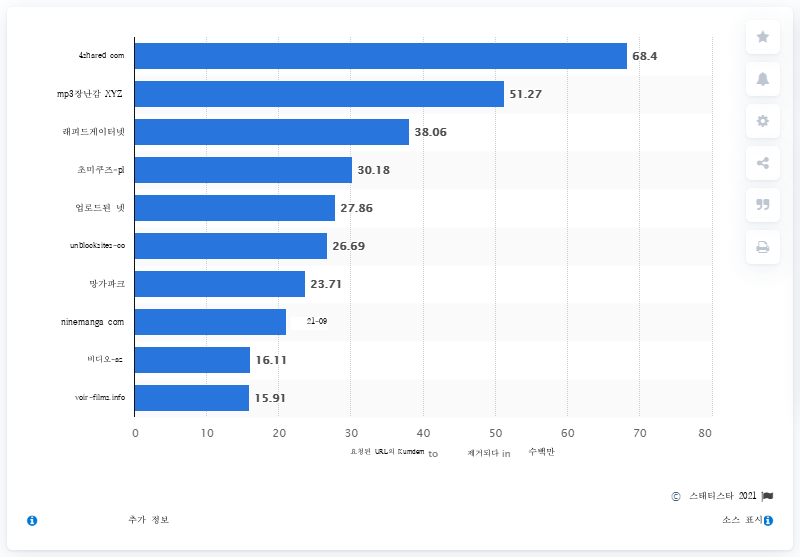 4shared com 68.4
mp3장난감 XYZ 51.27
래피드게이터넷 38.06
초미쿠즈-pl 30.18
업로드된 넷 27.86
unblocksites-co 26.69
망가파크 23.71
ninemanga com 21-09
비디오-az 16.11
voir-films.info 15.91
0 10 20 30 40 50 60 70 80
요청된 URL의 Kumdem to 제거되다 in 수백만
© 스태티스타 2021
추가 정보 소스 표시